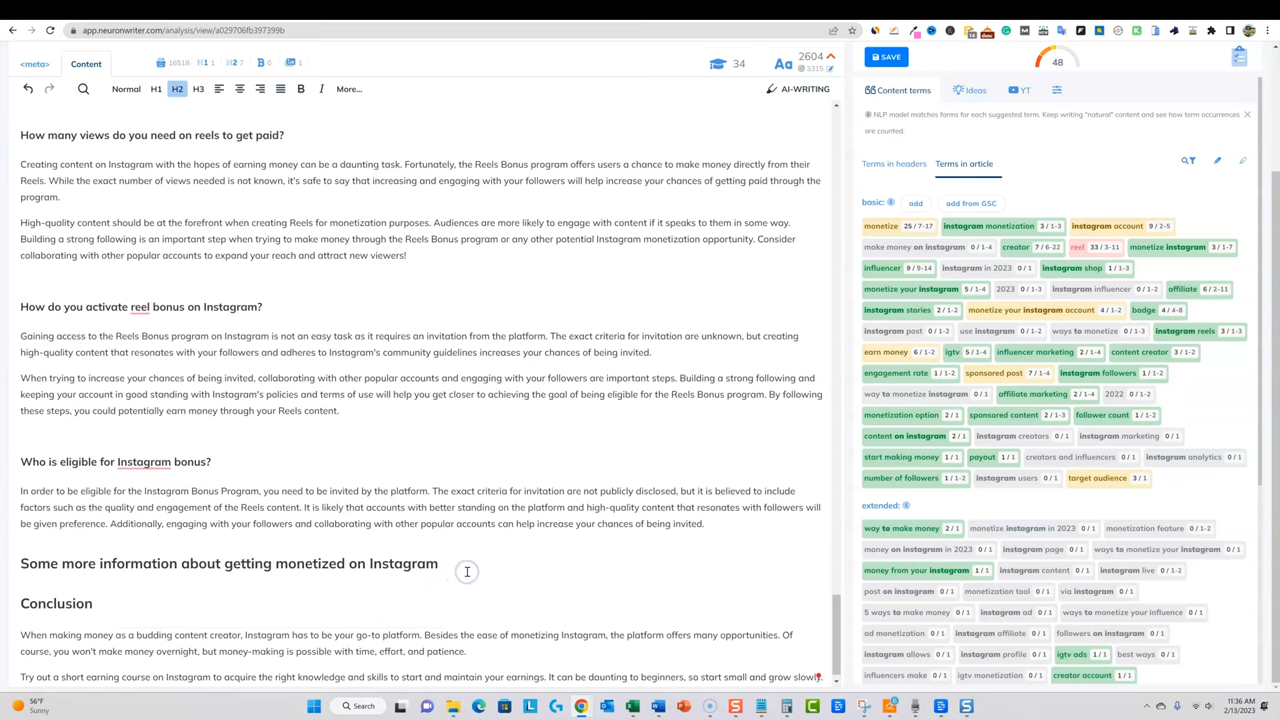 app.neuronwriter.com/analysis/view/a029706fb397399b
<meta>
Content
16518
H1 1
H2 7
B 0
1
34
Aa
2604
3315
SAVE
48
Normal
H1
H2
H3
B
I
More...
AI-WRITING
Content terms
Ideas
YT
NLP model matches forms for each suggested term. Keep writing "natural" content and see how term occurrences
are counted.
Terms in headers
Terms in article
How many views do you need on reels to get paid?
Creating content on Instagram with the hopes of earning money can be a daunting task. Fortunately, the Reels Bonus program offers users a chance to make money directly from their
Reels. While the exact number of views needed is not known, it's safe to say that increasing and engaging with your followers will help increase your chances of getting paid through the
program.
High-quality content should be at the forefront when creating Reels for monetization purposes. Audiences are more likely to engage with content if it speaks to them in some way.
Building a strong following is an important step when trying to make money through the Reels Bonus program or any other potential Instagram monetization opportunity. Consider
collaborating with other popular accounts to expand your reach and attract new viewers!
How do you activate reel bonus on Instagram?
Gaining access to the Reels Bonus program on Instagram is not an easy task as it requires an invitation from the platform. The exact criteria for invitation are unknown, but creating
high-quality content that resonates with your followers and adheres to Instagram's community guidelines increases your chances of being invited.
When trying to increase your chances of being invited, collaborating with other popular accounts and engaging with your followers are important steps. Building a strong following and
keeping your account in good standing with Instagram's policies and terms of use will help you get closer to achieving the goal of being eligible for the Reels Bonus program. By following
these steps, you could potentially earn money through your Reels content.
Who is eligible for Instagram bonus?
In order to be eligible for the Instagram Bonus Program, you need to be invited by the platform. The exact criteria for invitation are not publicly disclosed, but it is believed to include
factors such as the quality and engagement of the Reels content. It is likely that accounts with better standing on the platform and high-quality content that resonates with followers will
be given preference. Additionally, engaging with your followers and collaborating with other popular accounts can help increase your chances of being invited.
Some more information about getting monetized on Instagram
Conclusion
When making money as a budding content creator, Instagram has to be your go-to platform. Besides the ease of monetizing Instagram, the platform offers many opportunities. Of
course, you won't make money overnight, but money-making is possible with time, effort, and patience.
Try out a short earning course on Instagram to acquire the right knowledge and skills to start and maintain your earnings. It can be daunting to beginners, so start small and grow slowly.
basic:
add
add from GSC
monetize 25 / 7-17
instagram monetization 3 / 1-3
instagram account 9 / 2-5
make money on instagram 0 / 1-4
creator 7 / 6-22
reel 33 / 3-11
monetize instagram 3 / 1-7
influencer 9 / 9-14
instagram in 2023 0 / 1
instagram shop 1 / 1-3
monetize your instagram 5 / 1-4
2023 0 / 1-3
instagram influencer 0 / 1-2
affiliate 6 / 2-11
instagram stories 2 / 1-2
monetize your instagram account 4 / 1-2
badge 4 / 4-8
instagram post 0 / 1-2
use instagram 0 / 1-2
ways to monetize 0 / 1-3
instagram reels 3 / 1-3
earn money 6 / 1-2
igtv 5 / 1-4
influencer marketing 2 / 1-4
content creator 3 / 1-2
engagement rate 1 / 1-2
sponsored post 7 / 1-4
instagram followers 1 / 1-2
way to monetize instagram 0 / 1
affiliate marketing 2 / 1-4
2022 0 / 1-2
monetization option 2 / 1
sponsored content 2 / 1-3
follower count 1 / 1-2
content on instagram 2 / 1
instagram creators 0 / 1
instagram marketing 0 / 1
start making money 1 / 1
payout 1 / 1
creators and influencers 0 / 1
instagram analytics 0 / 1
number of followers 1 / 1-2
instagram users 0 / 1
target audience 3 / 1
extended:
way to make money 2 / 1
monetize instagram in 2023 0 / 1
monetization feature 0 / 1-2
money on instagram in 2023 0 / 1
instagram page 0 / 1
ways to monetize your instagram 0 / 1
money from your instagram 1 / 1
instagram content 0 / 1
instagram live 0 / 1-2
post on instagram 0 / 1
monetization tool 0 / 1
via instagram 0 / 1
5 ways to make money 0 / 1
instagram ad 0 / 1
ways to monetize your influence 0 / 1
ad monetization 0 / 1
instagram affiliate 0 / 1
followers on instagram 0 / 1
instagram allows 0 / 1
instagram profile 0 / 1
igtv ads 1 / 1
best ways 0 / 1
influencers make 0 / 1
igtv monetization 0 / 1
creator account 1 / 1
56°F
Sunny
Search
11:36 AM
2/13/2023